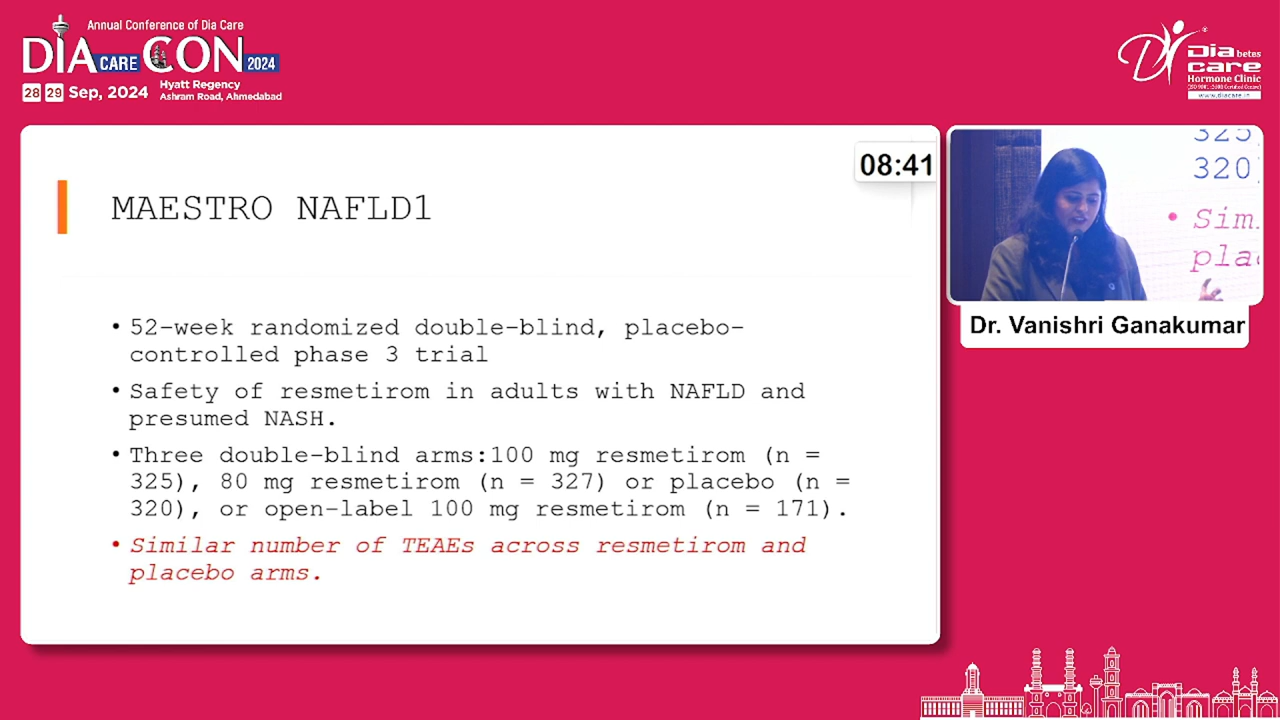 Annual Conference of Dia Care
DIA CARE CON 2024
28 29 Sep, 2024
Hyatt Regency
Ashram Road, Ahmedabad
Diabetes
care
Hormone Clinic
www.diacare.in
08:41
MAESTRO NAFLD1
• 52-week randomized double-blind, placebo-
controlled phase 3 trial
• Safety of resmetirom in adults with NAFLD and
presumed NASH.
• Three double-blind arms:100 mg resmetirom (n =
325), 80 mg resmetirom (n = 327) or placebo (n =
320), or open-label 100 mg resmetirom (n = 171).
• Similar number of TEAEs across resmetirom and
placebo arms.
325
320
• Sim
pla
Dr. Vanishri Ganakumar